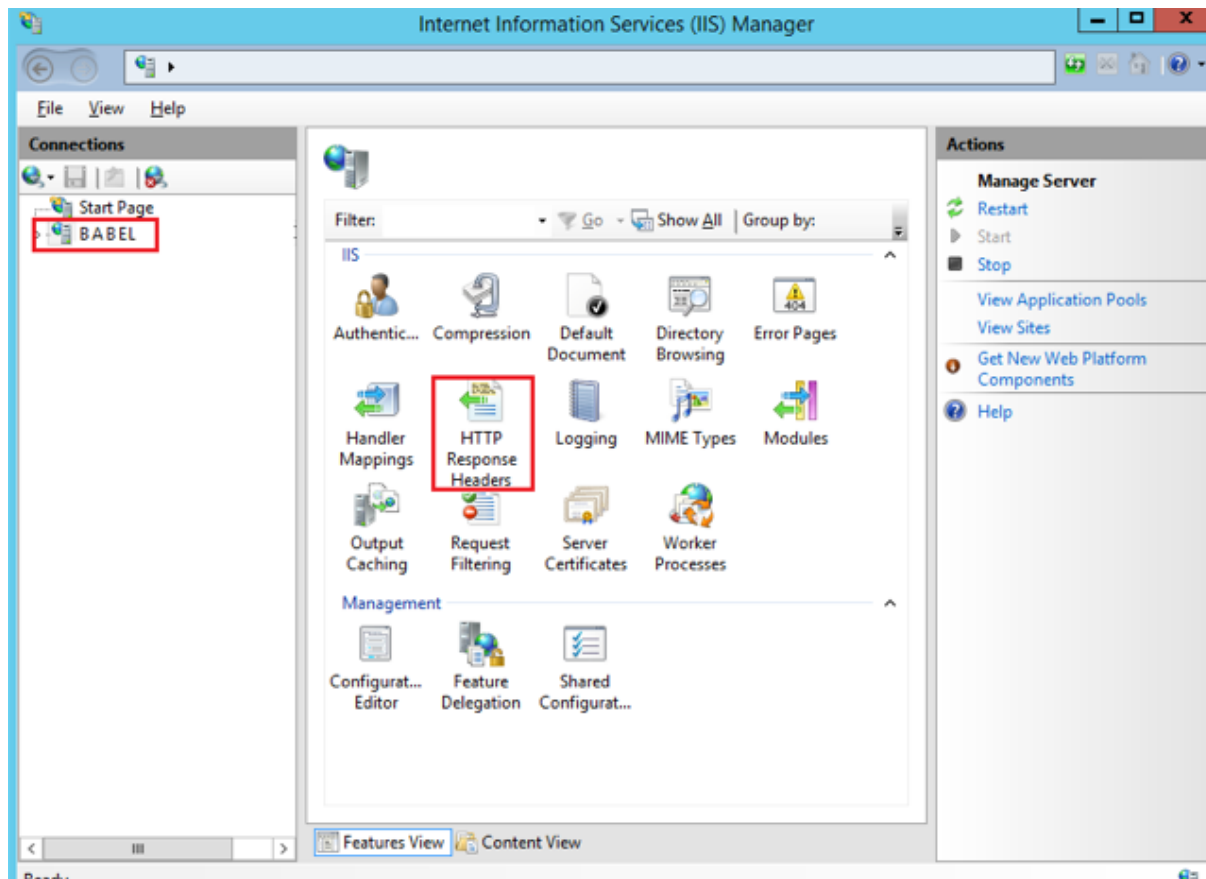 Internet Information Services (IIS) Manager
File View Help
Connections
Start Page
BABEL
Filter: Go Show All Group by:
IIS
Authentic... Compression Default Document Directory Browsing Error Pages
404
Handler Mappings HTTP Response Headers Logging MIME Types Modules
Output Caching Request Filtering Server Certificates Worker Processes
Management
Configurat... Editor Feature Delegation Shared Configurat...
Features View Content View
Actions
Manage Server
Restart
Start
Stop
View Application Pools
View Sites
Get New Web Platform
Components
Help
Ready